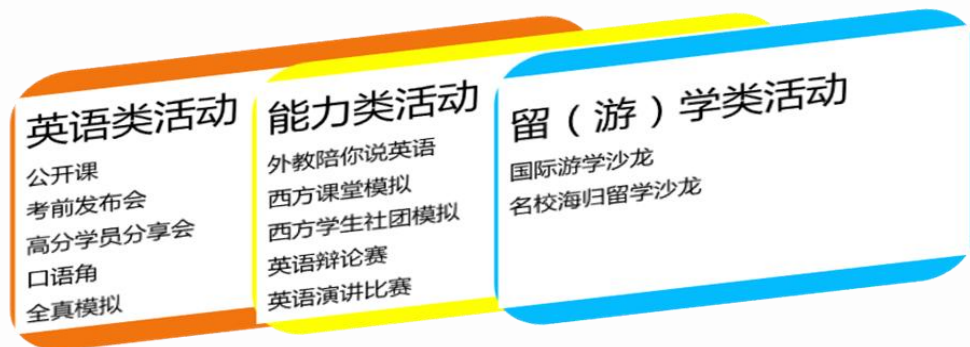 英语类活动
公开课
考前发布会
高分学员分享会
口语角
全真模拟
能力类活动
外教陪你说英语
西方课堂模拟
西方学生社团模拟
英语辩论赛
英语演讲比赛
留（游）学类活动
国际游学沙龙
名校海归留学沙龙